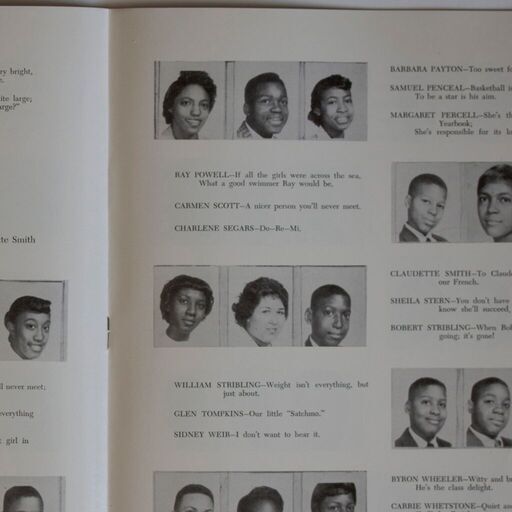 ry bright,
e.
ite large;
large?"
tte Smith
ll never meet;
everything
t girl in
RAY POWELL—If all the girls were across the sea,
What a good swimmer Ray would be.
CARMEN SCOTT—A nicer person you'll never meet.
CHARLENE SEGARS—Do-Re-Mi.
WILLIAM STRIBLING—Weight isn't everything, but
just about.
GLEN TOMPKINS—Our little "Satchmo."
SIDNEY WEIR—I don't want to hear it.
BARBARA PAYTON—Too sweet fo
SAMUEL PENCEAL—Basketball i
To be a star is his aim.
MARGARET PERCELL—She's th
Yearbook;
She's responsible for its l
CLAUDETTE SMITH—To Claude
our French.
SHEILA STERN—You don't have
know she'll succeed,
ROBERT STRIBLING—When Bob
going; it's gone!
BYRON WHEELER—Witty and b
He's the class delight.
CARRIE WHETSTONE—Quiet and